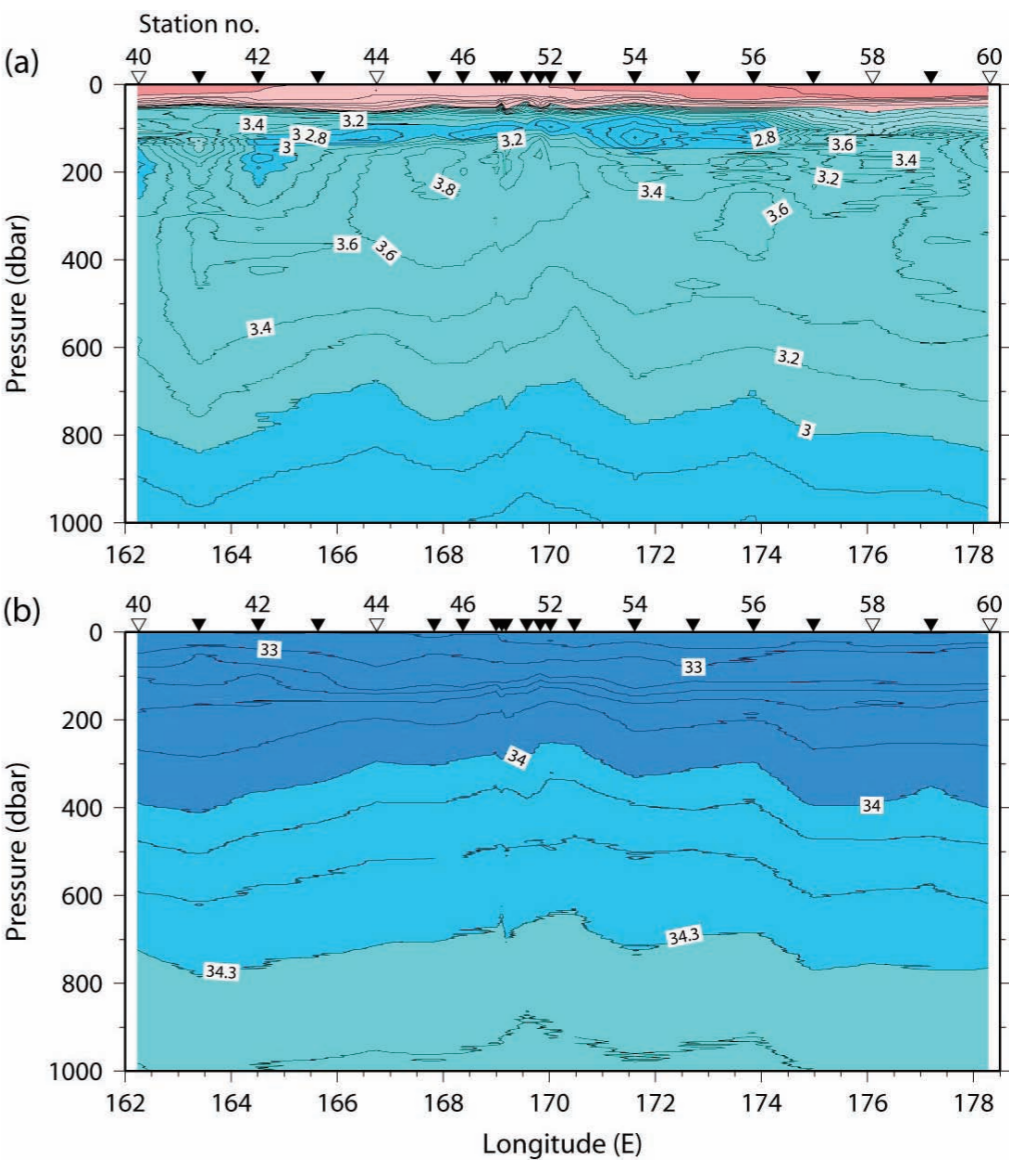 Station no.
(a)
40 42 44 46 52 54 56 58 60
0
3.4 3.2 3 2.8 3 3.2 2.8 3.6 3.4
200
3.8 3.4 3.2
3.6
3.6 3.6
400
3.4
600
3.2
800
3
1000
Pressure (dbar)
162 164 166 168 170 172 174 176 178
(b)
40 42 44 46 52 54 56 58 60
0
33 33
200
34
400
34
600
34.3
34.3
800
1000
Pressure (dbar)
162 164 166 168 170 172 174 176 178
Longitude (E)